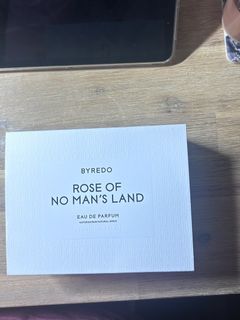 BYREDO
ROSE OF
NO MAN'S LAND
EAU DE PARFUM